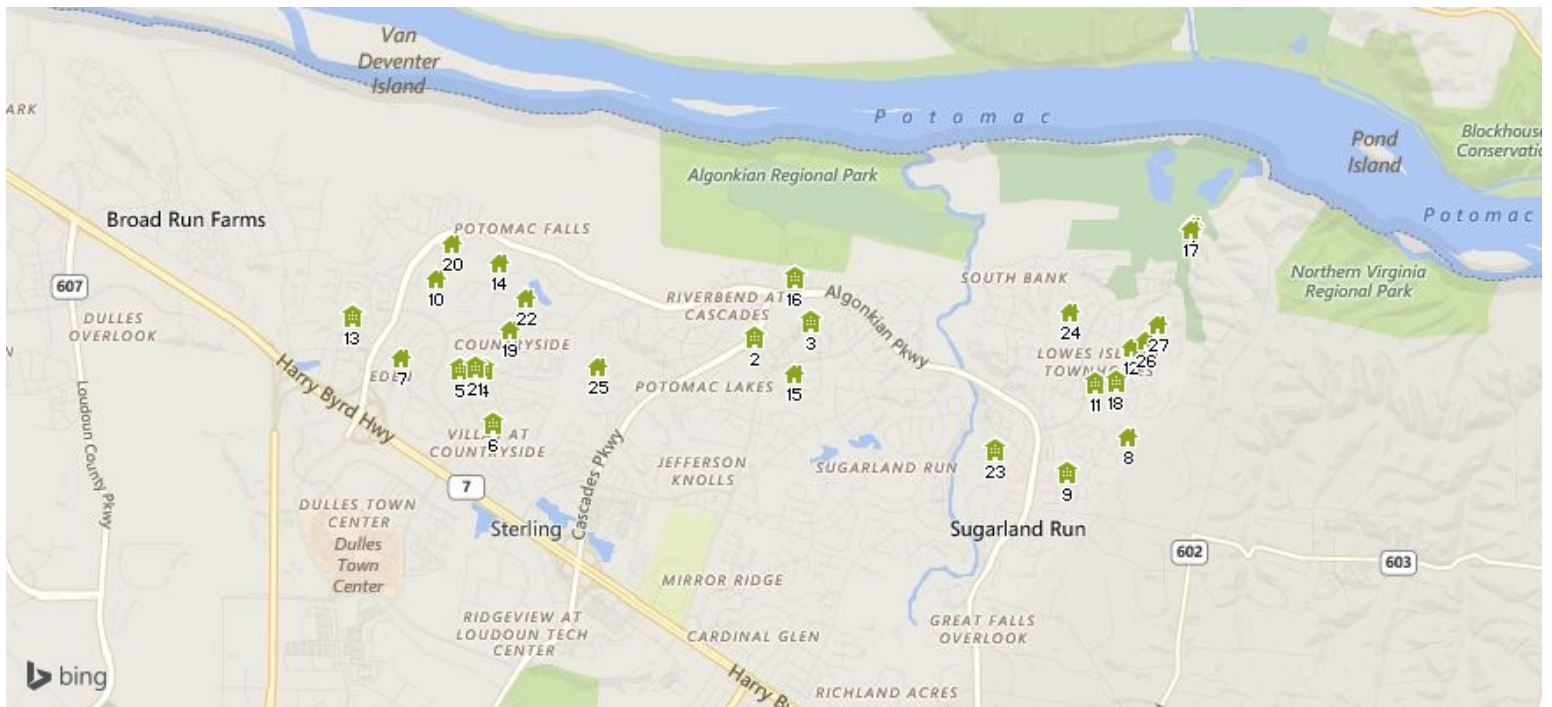 Van
Deventer
Island
ARK
Potomac
Blockhouse
Conservatio
Pond
Island
Algonkian Regional Park
Broad Run Farms
POTOMAC FALLS
Potomac
17
20
14
SOUTH BANK
Northern Virginia
Regional Park
607
10
16
Algonkian Pkwy
RIVERBEND AT
CASCADES
22
DULLES
OVERLOOK
13
24
3
27
19
COUNTRYSIDE
2
LOWES ISL
TOWNHOMES
12
26
7
EDEN
5
21
4
25
POTOMAC LAKES
15
11
18
Harry Byrd Hwy
6
VILLA AT
COUNTRYSIDE
8
Cascades Pkwy
JEFFERSON
KNOLLS
SUGARLAND RUN
23
9
Loudoun County Pkwy
7
DULLES TOWN
CENTER
Dulles
Town
Center
Sterling
Sugarland Run
602
603
MIRROR RIDGE
RIDGEVIEW AT
LOUDOUN TECH
CENTER
CARDINAL GLEN
GREAT FALLS
OVERLOOK
Harry B
RICHLAND ACRES
bing